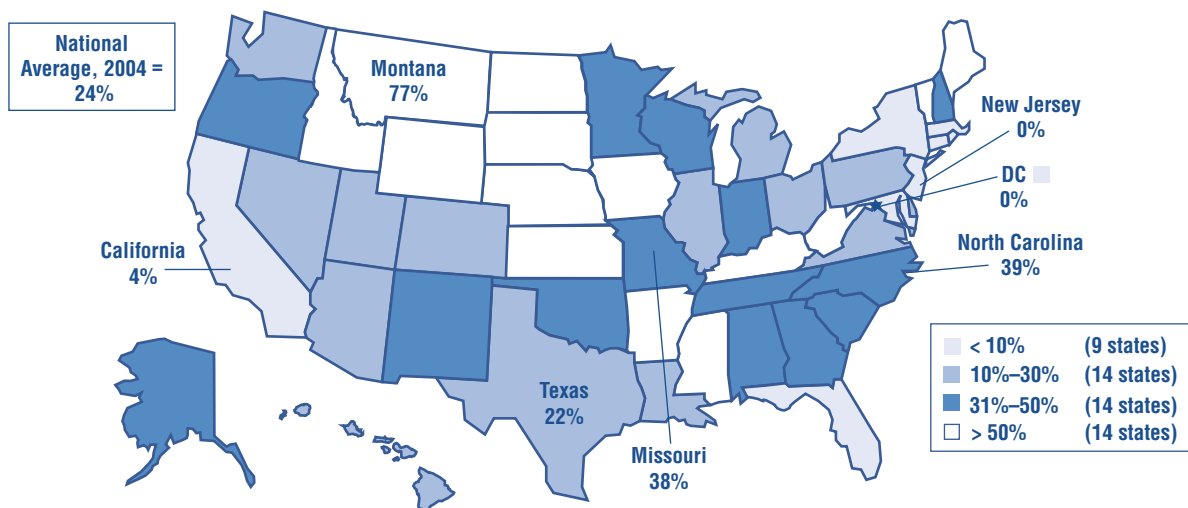 National
Average, 2004 =
24%
Montana
77%
New Jersey
0%
DC
0%
California
4%
North Carolina
39%
< 10% (9 states)
10%–30% (14 states)
31%–50% (14 states)
> 50% (14 states)
Texas
22%
Missouri
38%